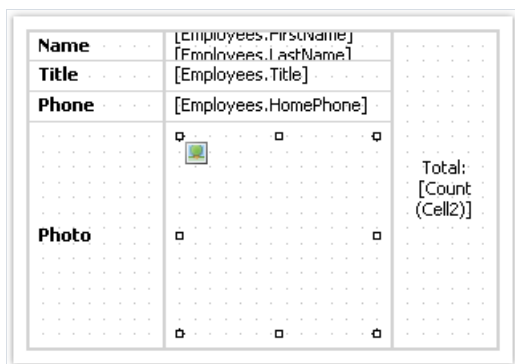 Name
[Employees.FirstName]
[Employees.LastName]
Title
[Employees.Title]
Phone
[Employees.HomePhone]
Photo
Total:
[Count
(Cell2)]